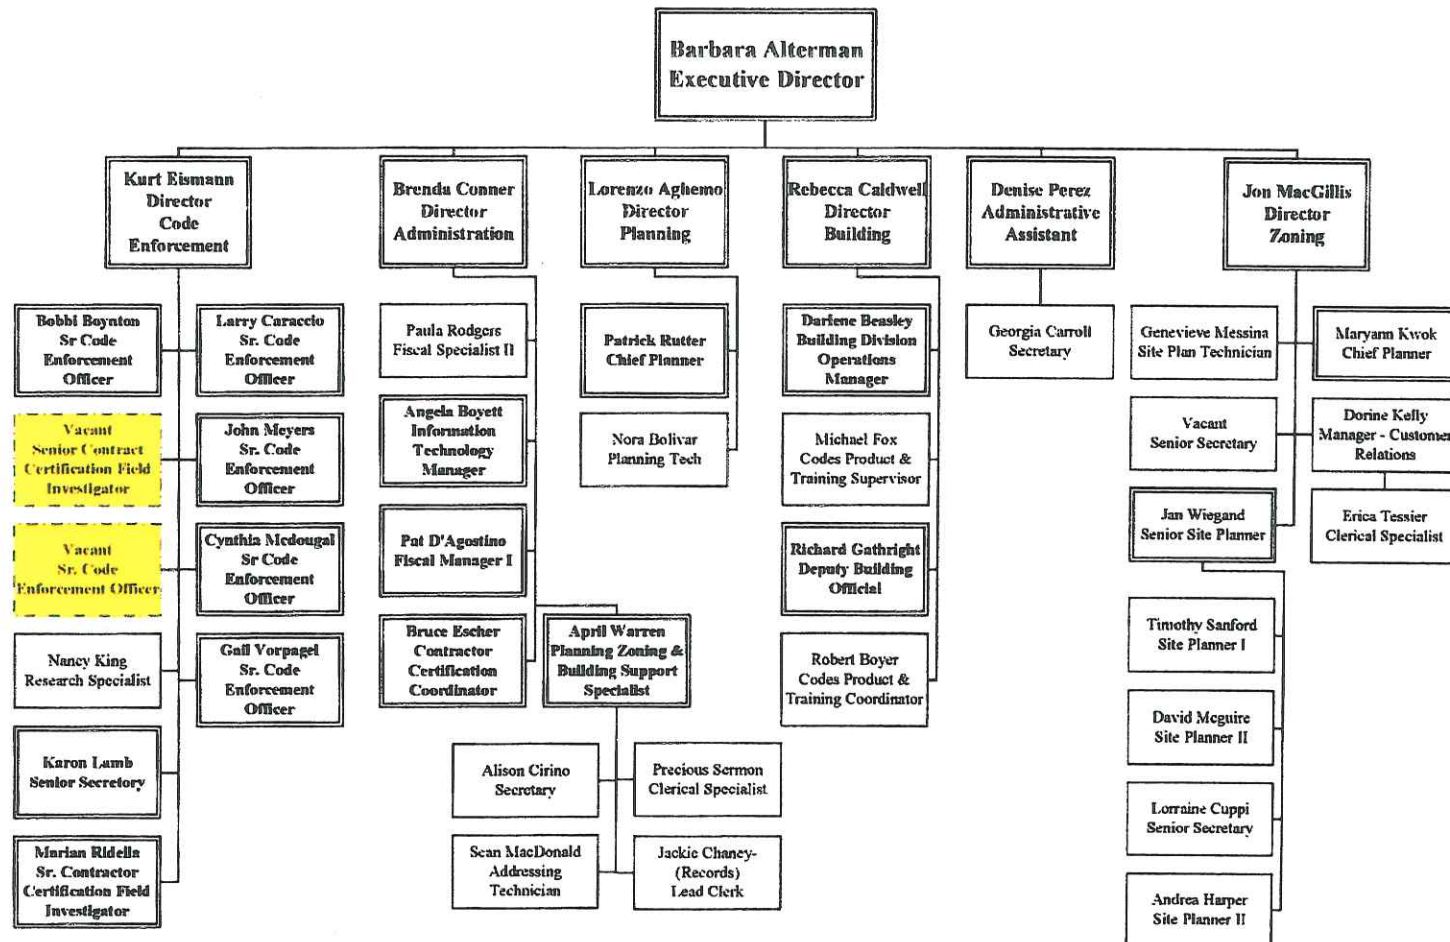 Barbara Alterman
Executive Director
Kurt Eismann
Director
Code
Enforcement
Brenda Conner
Director
Administration
Lorenzo Aghemo
Director
Planning
Rebecca Caldwell
Director
Building
Denise Perez
Administrative
Assistant
Jon MacGillis
Director
Zoning
Bobbi Boynton
Sr Code
Enforcement
Officer
Larry Caraccio
Sr. Code
Enforcement
Officer
Vacant
Senior Contract
Certification Field
Investigator
John Meyers
Sr. Code
Enforcement
Officer
Vacant
Sr. Code
Enforcement Officer
Cynthia Mcdougal
Sr Code
Enforcement
Officer
Nancy King
Research Specialist
Gail Vorpagel
Sr. Code
Enforcement
Officer
Karon Lamb
Senior Secretory
Marian Ridella
Sr. Contractor
Certification Field
Investigator
Paula Rodgers
Fiscal Specialist II
Angela Boyett
Information
Technology
Manager
Pat D'Agostino
Fiscal Manager I
Bruce Escher
Contractor
Certification
Coordinator
April Warren
Planning Zoning &
Building Support
Specialist
Alison Cirino
Secretary
Precious Sermon
Clerical Specialist
Sean MacDonald
Addressing
Technician
Jackie Chaney-
(Records)
Lead Clerk
Patrick Rutter
Chief Planner
Nora Bolivar
Planning Tech
Darlene Beasley
Building Division
Operations
Manager
Michael Fox
Codes Product &
Training Supervisor
Richard Gathright
Deputy Building
Official
Robert Boyer
Codes Product &
Training Coordinator
Georgia Carroll
Secretary
Genevieve Messina
Site Plan Technician
Maryann Kwok
Chief Planner
Vacant
Senior Secretary
Dorine Kelly
Manager - Customer
Relations
Jan Wiegand
Senior Site Planner
Erica Tessier
Clerical Specialist
Timothy Sanford
Site Planner I
David Mcguire
Site Planner II
Lorraine Cuppi
Senior Secretary
Andrea Harper
Site Planner II